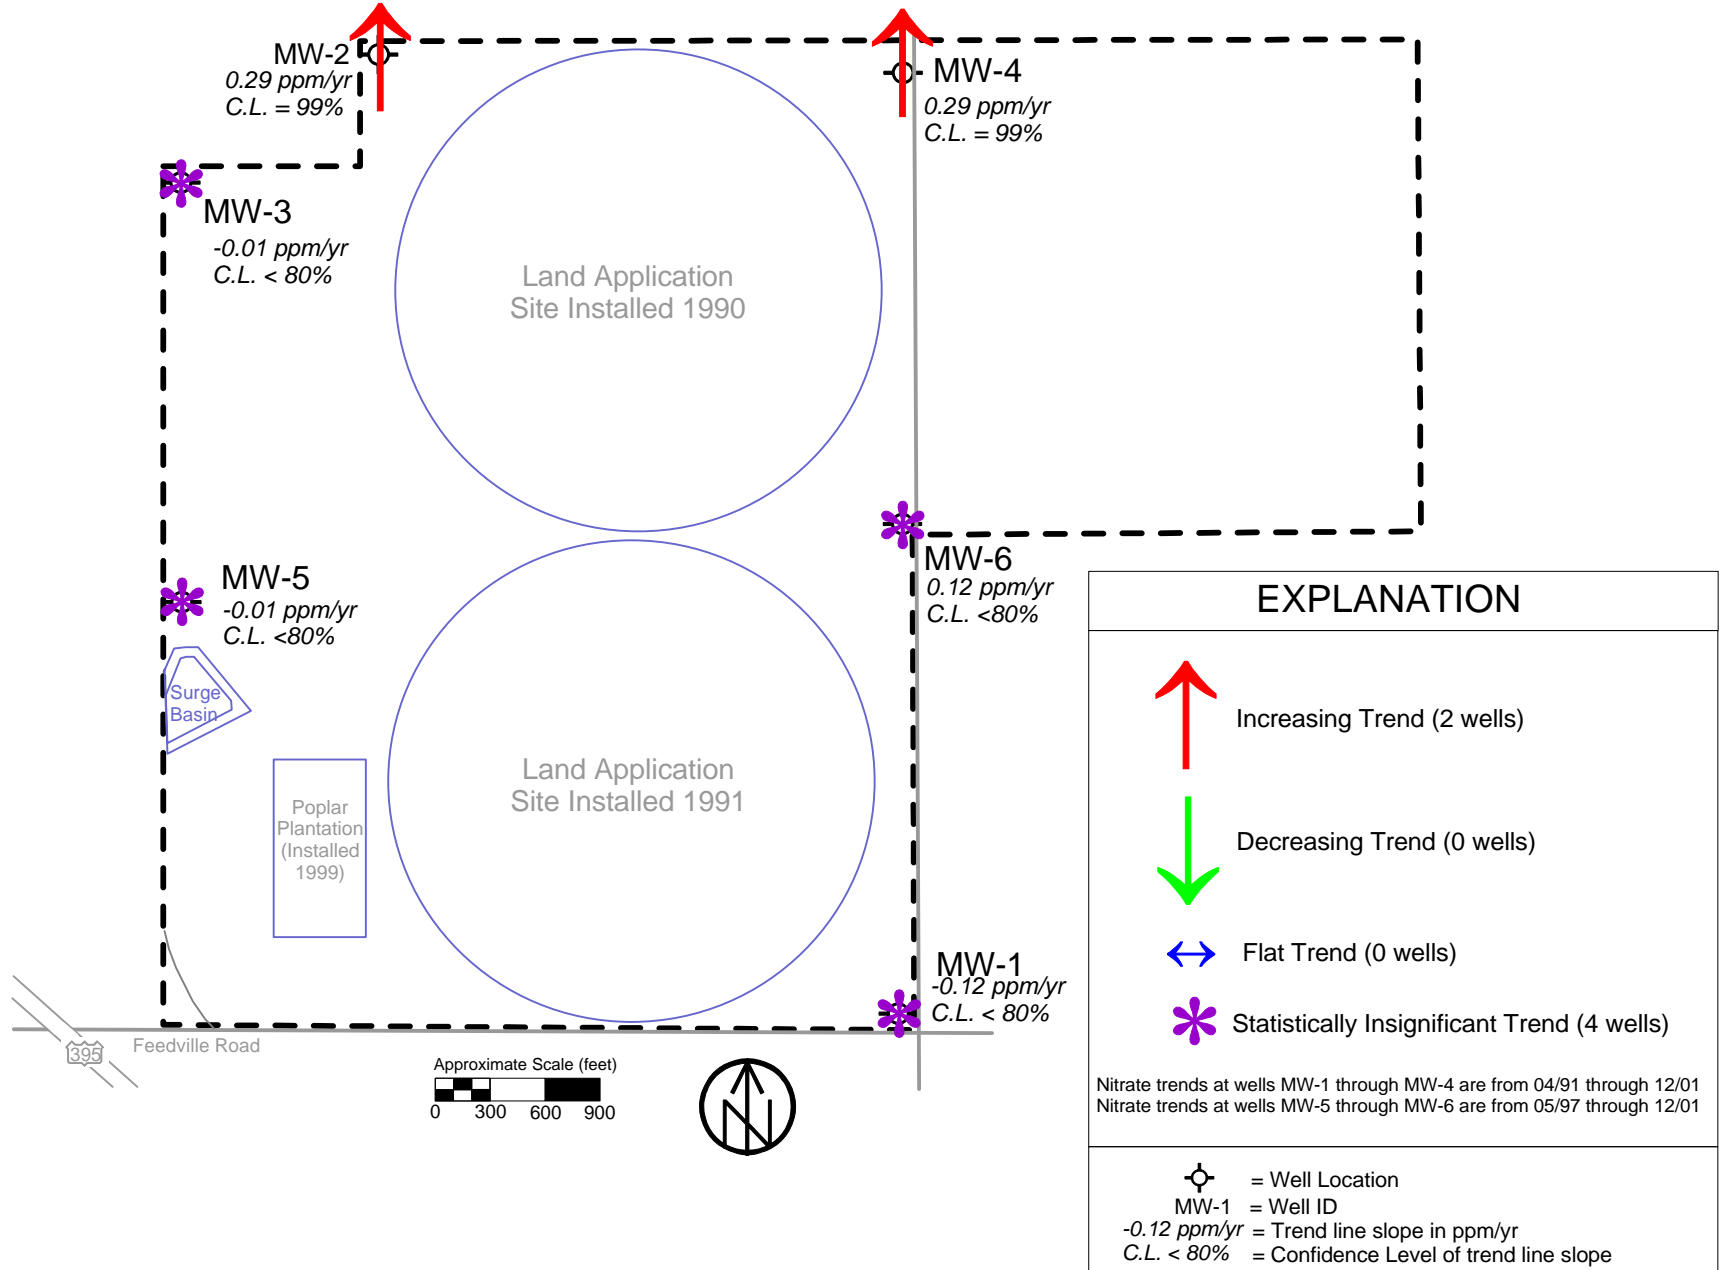 MW-2
0.29 ppm/yr
C.L. = 99%
MW-4
0.29 ppm/yr
C.L. = 99%
MW-3
-0.01 ppm/yr
C.L. < 80%
Land Application
Site Installed 1990
MW-5
-0.01 ppm/yr
C.L. <80%
MW-6
0.12 ppm/yr
C.L. <80%
Surge
Basin
Poplar
Plantation
(Installed
1999)
Land Application
Site Installed 1991
MW-1
-0.12 ppm/yr
C.L. < 80%
395
Feedville Road
Approximate Scale (feet)
0 300 600 900
N
EXPLANATION
Increasing Trend (2 wells)
Decreasing Trend (0 wells)
Flat Trend (0 wells)
Statistically Insignificant Trend (4 wells)
Nitrate trends at wells MW-1 through MW-4 are from 04/91 through 12/01
Nitrate trends at wells MW-5 through MW-6 are from 05/97 through 12/01
= Well Location
MW-1 = Well ID
-0.12 ppm/yr = Trend line slope in ppm/yr
C.L. < 80% = Confidence Level of trend line slope